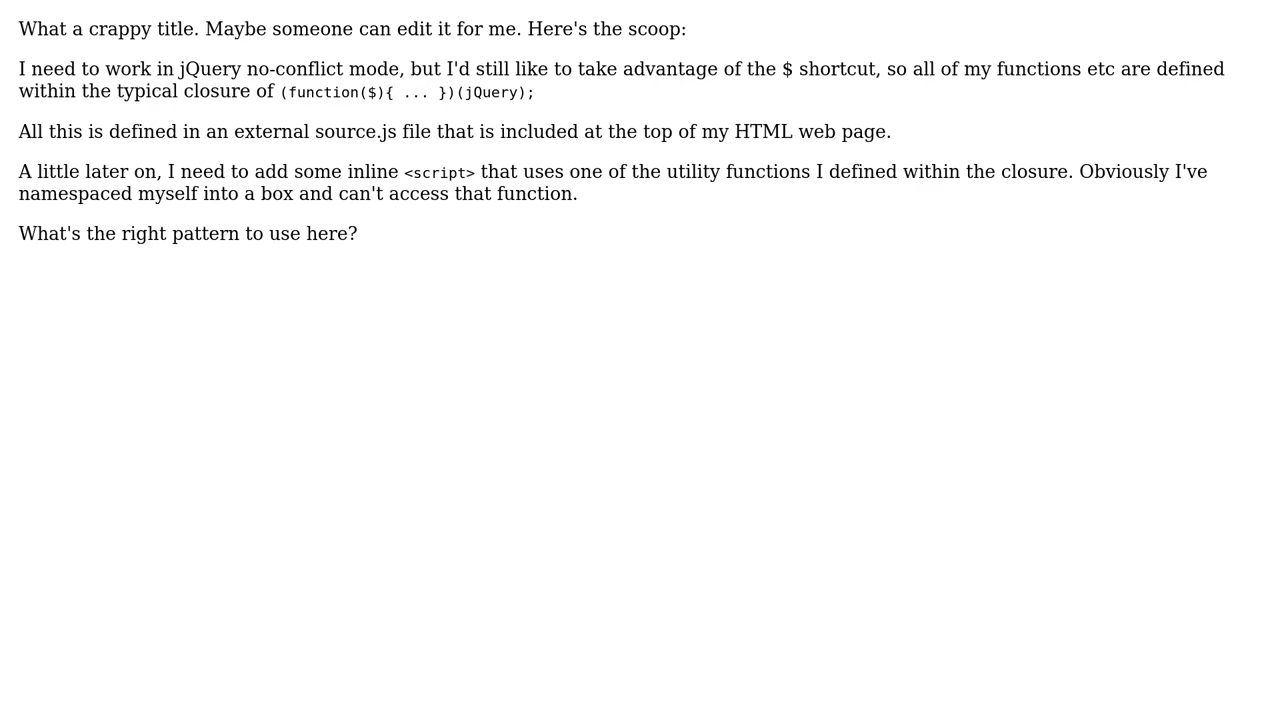 What a crappy title. Maybe someone can edit it for me. Here's the scoop:
I need to work in jQuery no-conflict mode, but I'd still like to take advantage of the $ shortcut, so all of my functions etc are defined
within the typical closure of (function($){ ... })(jQuery);
All this is defined in an external source.js file that is included at the top of my HTML web page.
A little later on, I need to add some inline <script> that uses one of the utility functions I defined within the closure. Obviously I've
namespaced myself into a box and can't access that function.
What's the right pattern to use here?